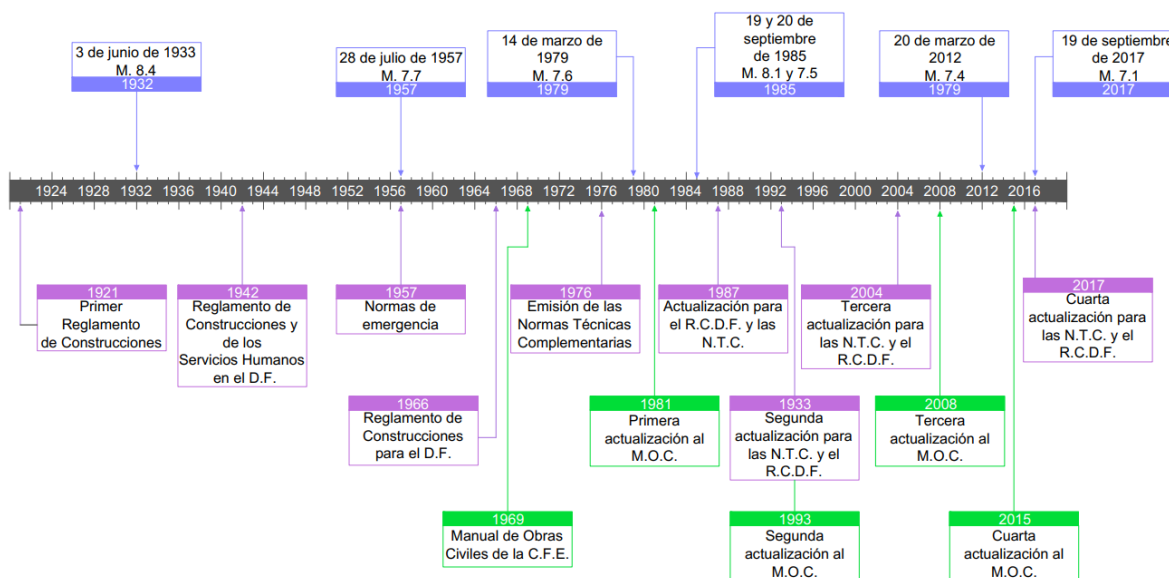 3 de junio de 1933
M. 8.4
1932
28 de julio de 1957
M. 7.7
1957
14 de marzo de
1979
M. 7.6
1979
19 y 20 de
septiembre
de 1985
M. 8.1 y 7.5
1985
20 de marzo de
2012
M. 7.4
1979
19 de septiembre
de 2017
M. 7.1
2017
1924 1928 1932 1936 1940 1942 1944 1948 1952 1956 1960 1964 1968 1972 1976 1980 1984 1988 1992 1996 2000 2004 2008 2012 2016
1921
Primer
Reglamento
de Construcciones
1942
Reglamento de
Construcciones y
de los
Servicios Humanos
en el D.F.
1957
Normas de
emergencia
1966
Reglamento de
Construcciones
para el D.F.
1969
Manual de Obras
Civiles de la C.F.E.
1976
Emisión de las
Normas Técnicas
Complementarias
1981
Primera
actualización al
M.O.C.
1987
Actualización para
el R.C.D.F. y las
N.T.C.
1933
Segunda
actualización para
las N.T.C. y el
R.C.D.F.
1993
Segunda
actualización al
M.O.C.
2004
Tercera
actualización para
las N.T.C. y el
R.C.D.F.
2008
Tercera
actualización al
M.O.C.
2015
Cuarta
actualización al
M.O.C.
2017
Cuarta
actualización para
las N.T.C. y el
R.C.D.F.